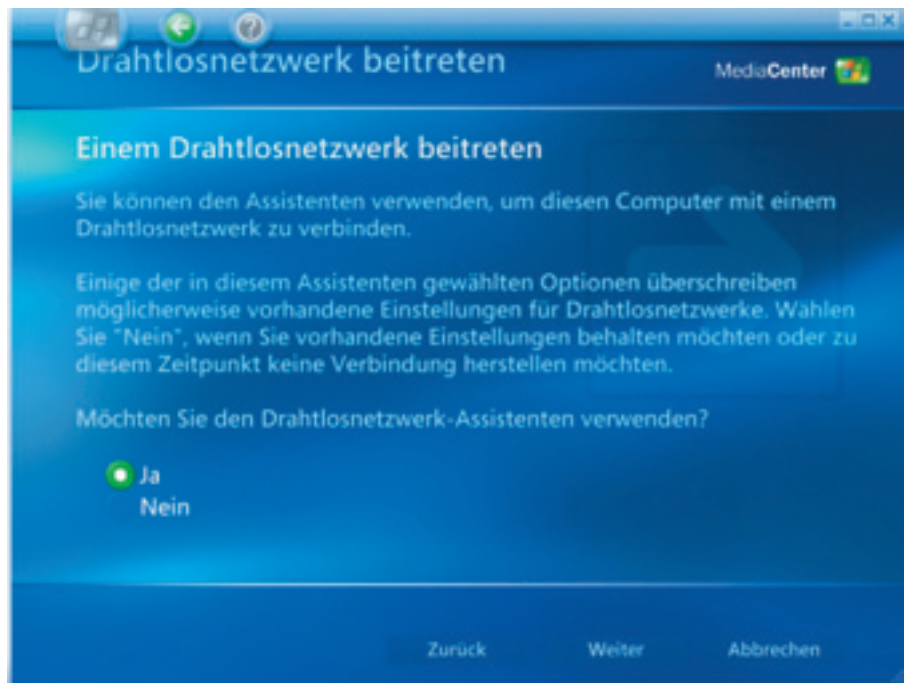 Drahtlosnetzwerk beitreten
MediaCenter
Einem Drahtlosnetzwerk beitreten
Sie können den Assistenten verwenden, um diesen Computer mit einem
Drahtlosnetzwerk zu verbinden.
Einige der in diesem Assistenten gewählten Optionen überschreiben
möglicherweise vorhandene Einstellungen für Drahtlosnetzwerke. Wählen
Sie "Nein", wenn Sie vorhandene Einstellungen behalten möchten oder zu
diesem Zeitpunkt keine Verbindung herstellen möchten.
Möchten Sie den Drahtlosnetzwerk-Assistenten verwenden?
Ja
Nein
Zurück Weiter Abbrechen